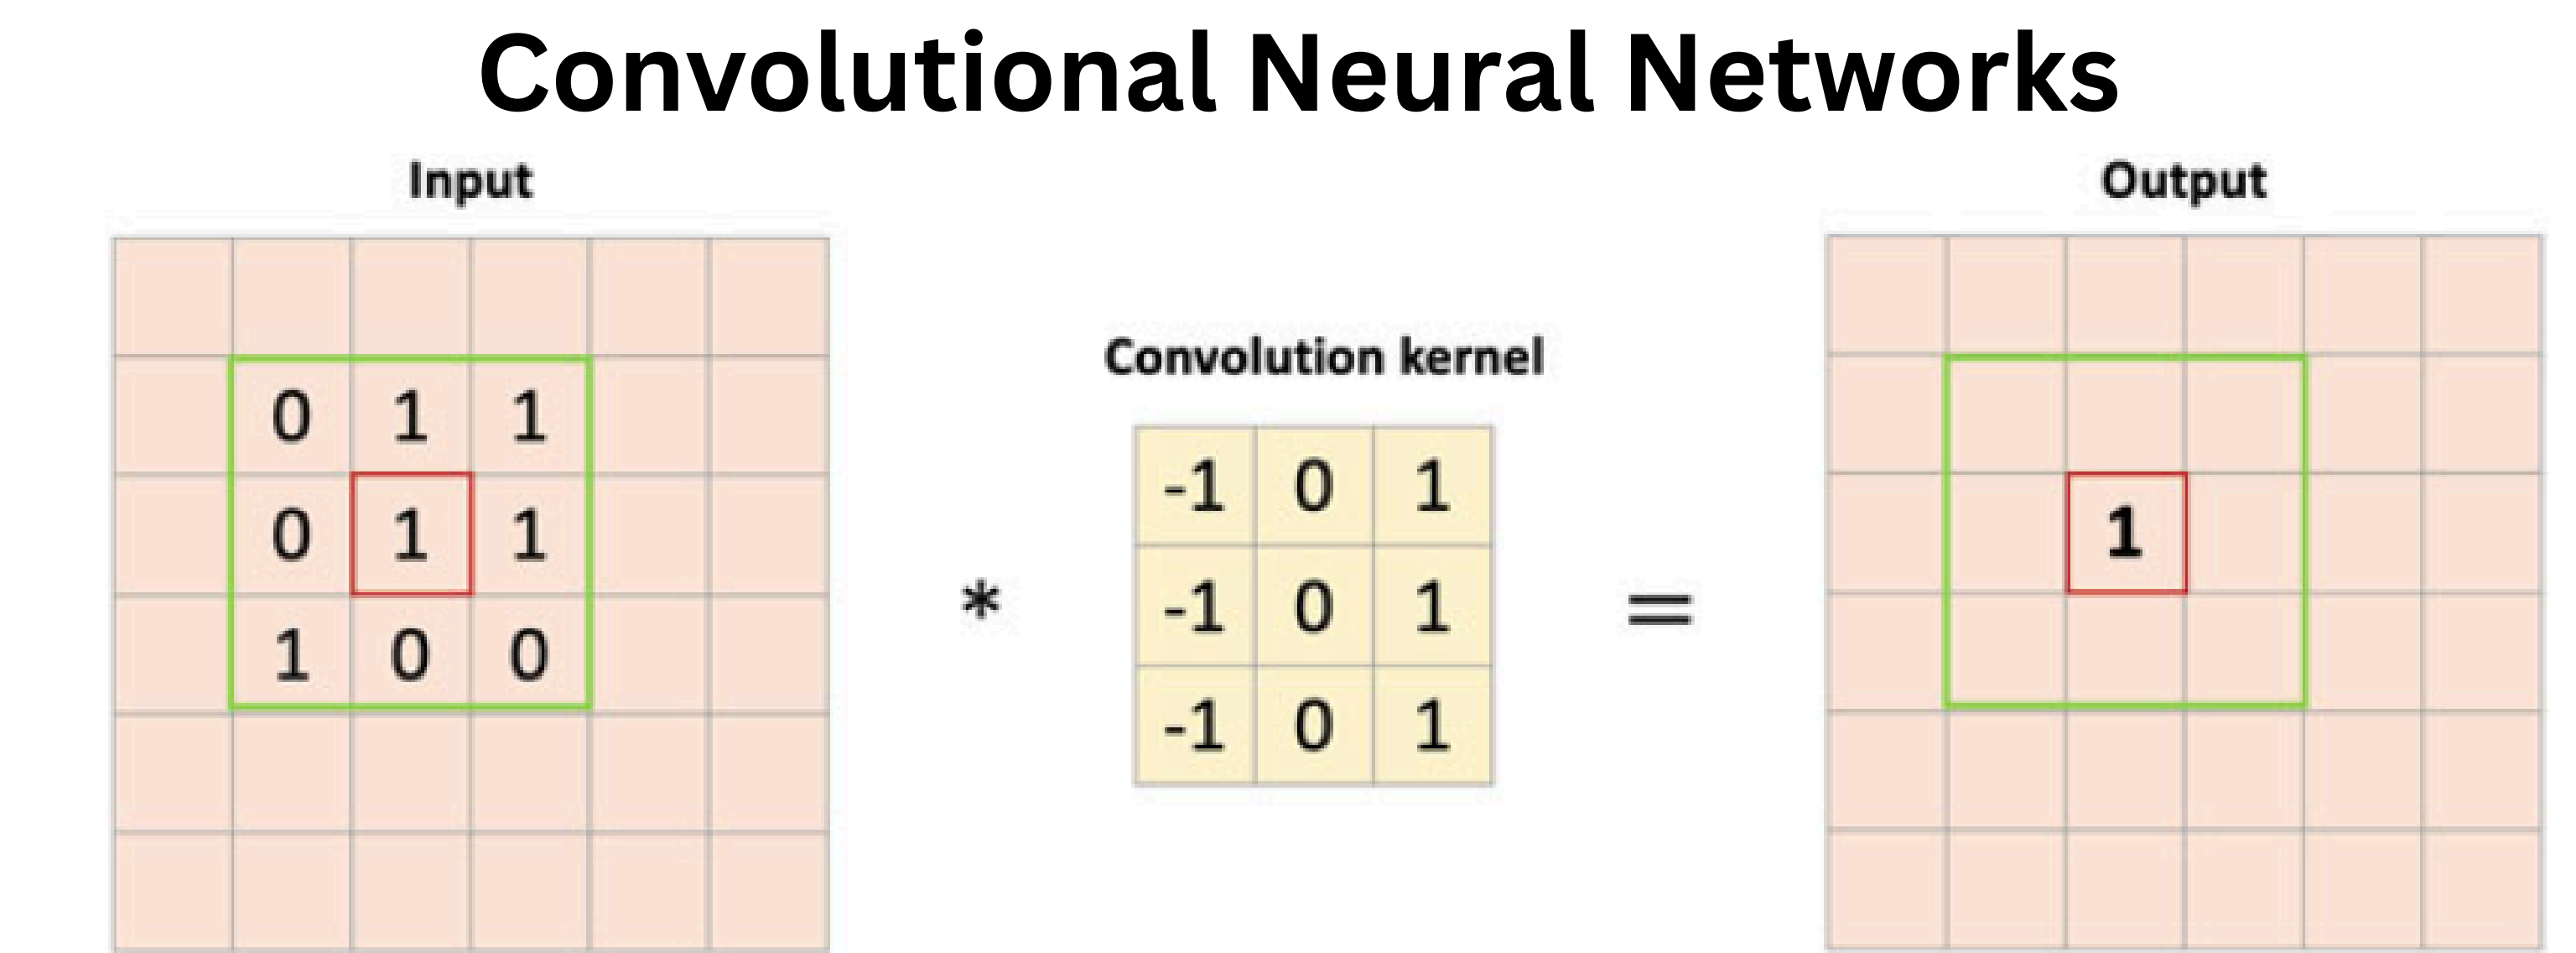 Convolutional Neural Networks
Input
Output
Convolution kernel
0 1 1
0 1 1
1 0 0
*
-1 0 1
-1 0 1
-1 0 1
=
1